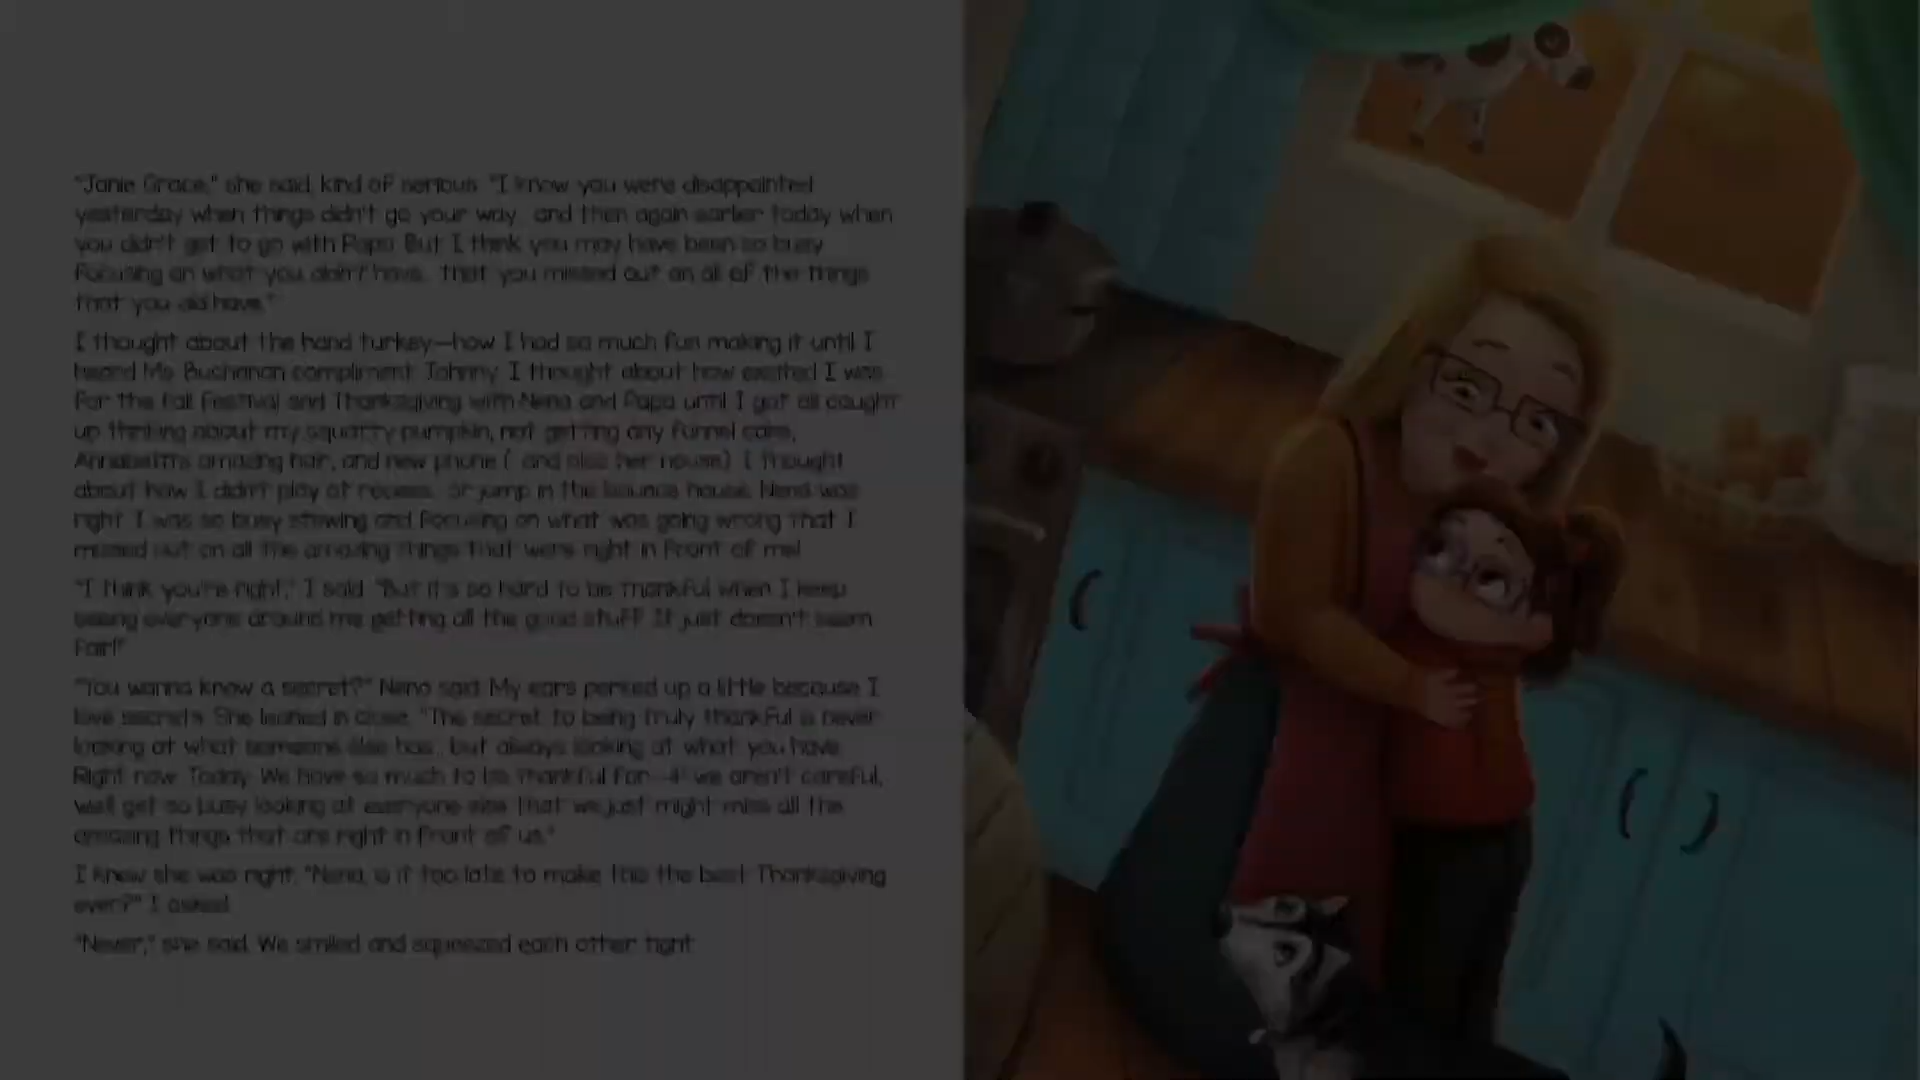 "Janie Grace," she said, kind of serious. "I know you were disappointed
yesterday when things didn't go your way, and then again earlier today when
you didn't get to go with Papa. But I think you may have been so busy
focusing on what you didn't have, that you missed out on all of the things
that you did have."
I thought about the hand turkey—how I had so much fun making it until I
heard Ms. Buchanan compliment Johnny. I thought about how excited I was
for the Fall Festival and Thanksgiving with Nena and Papa until I got all caught
up thinking about my squatty pumpkin, not getting any funnel cake,
Annabeth's amazing hair, and new phone ( and also her house). I thought
about how I didn't play at recess, or jump in the bounce house. Nena was
right. I was so busy stewing and focusing on what was going wrong that I
missed out on all the amazing things that were right in front of me!
"I think you're right," I said. "But it's so hard to be thankful when I keep
seeing everyone around me getting all the good stuff. It just doesn't seem
fair!"
"You wanna know a secret?" Nena said. My ears perked up a little because I
love secrets. She leaned in close. "The secret to being truly thankful is never
looking at what someone else has, but always looking at what you have.
Right now. Today. We have so much to be thankful for—if we aren't careful,
we'll get so busy looking at everyone else that we just might miss all the
amazing things that are right in front of us."
I knew she was right. "Nena, is it too late to make this the best Thanksgiving
ever?" I asked.
"Never," she said. We smiled and squeezed each other tight.